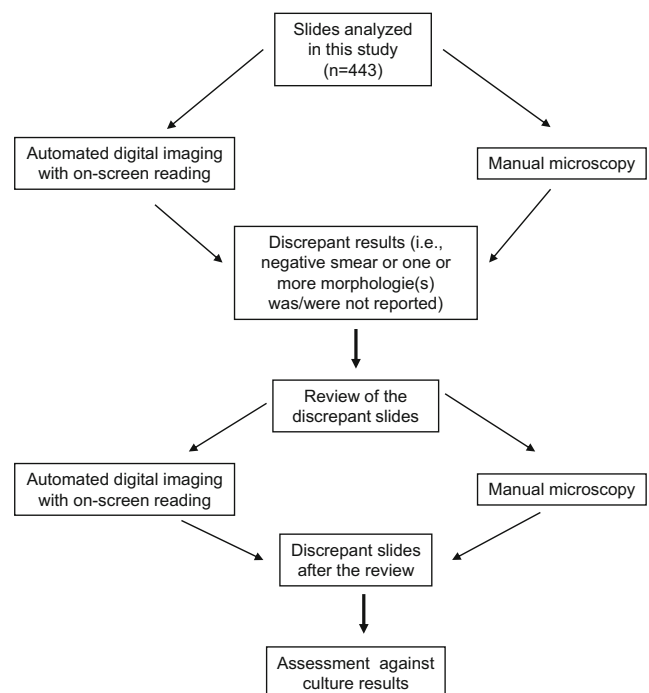 Slides analyzed
in this study
(n=443)
Automated digital imaging
with on-screen reading
Manual microscopy
Discrepant results (i.e.,
negative smear or one or
more morphologie(s)
was/were not reported)
Review of the
discrepant slides
Automated digital imaging
with on-screen reading
Manual microscopy
Discrepant slides
after the review
Assessment against
culture results